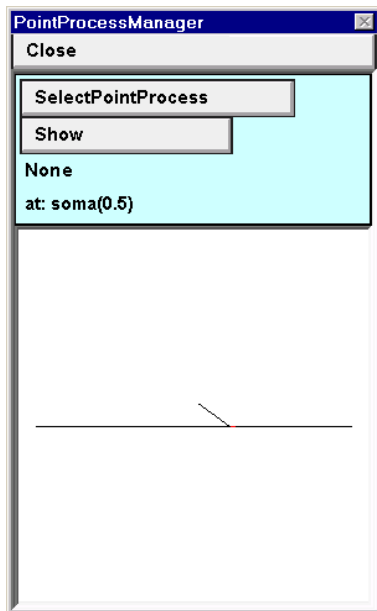 PointProcessManager
Close
SelectPointProcess
Show
None
at: soma(0.5)